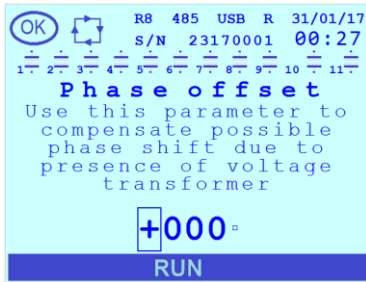 OK R8 485 USB R 31/01/17
S/N 23170001 00:27
1 2 3 4 5 6 7 8 9 10 11
Phase offset
Use this parameter to
compensate possible
phase shift due to
presence of voltage
transformer
+000°
RUN